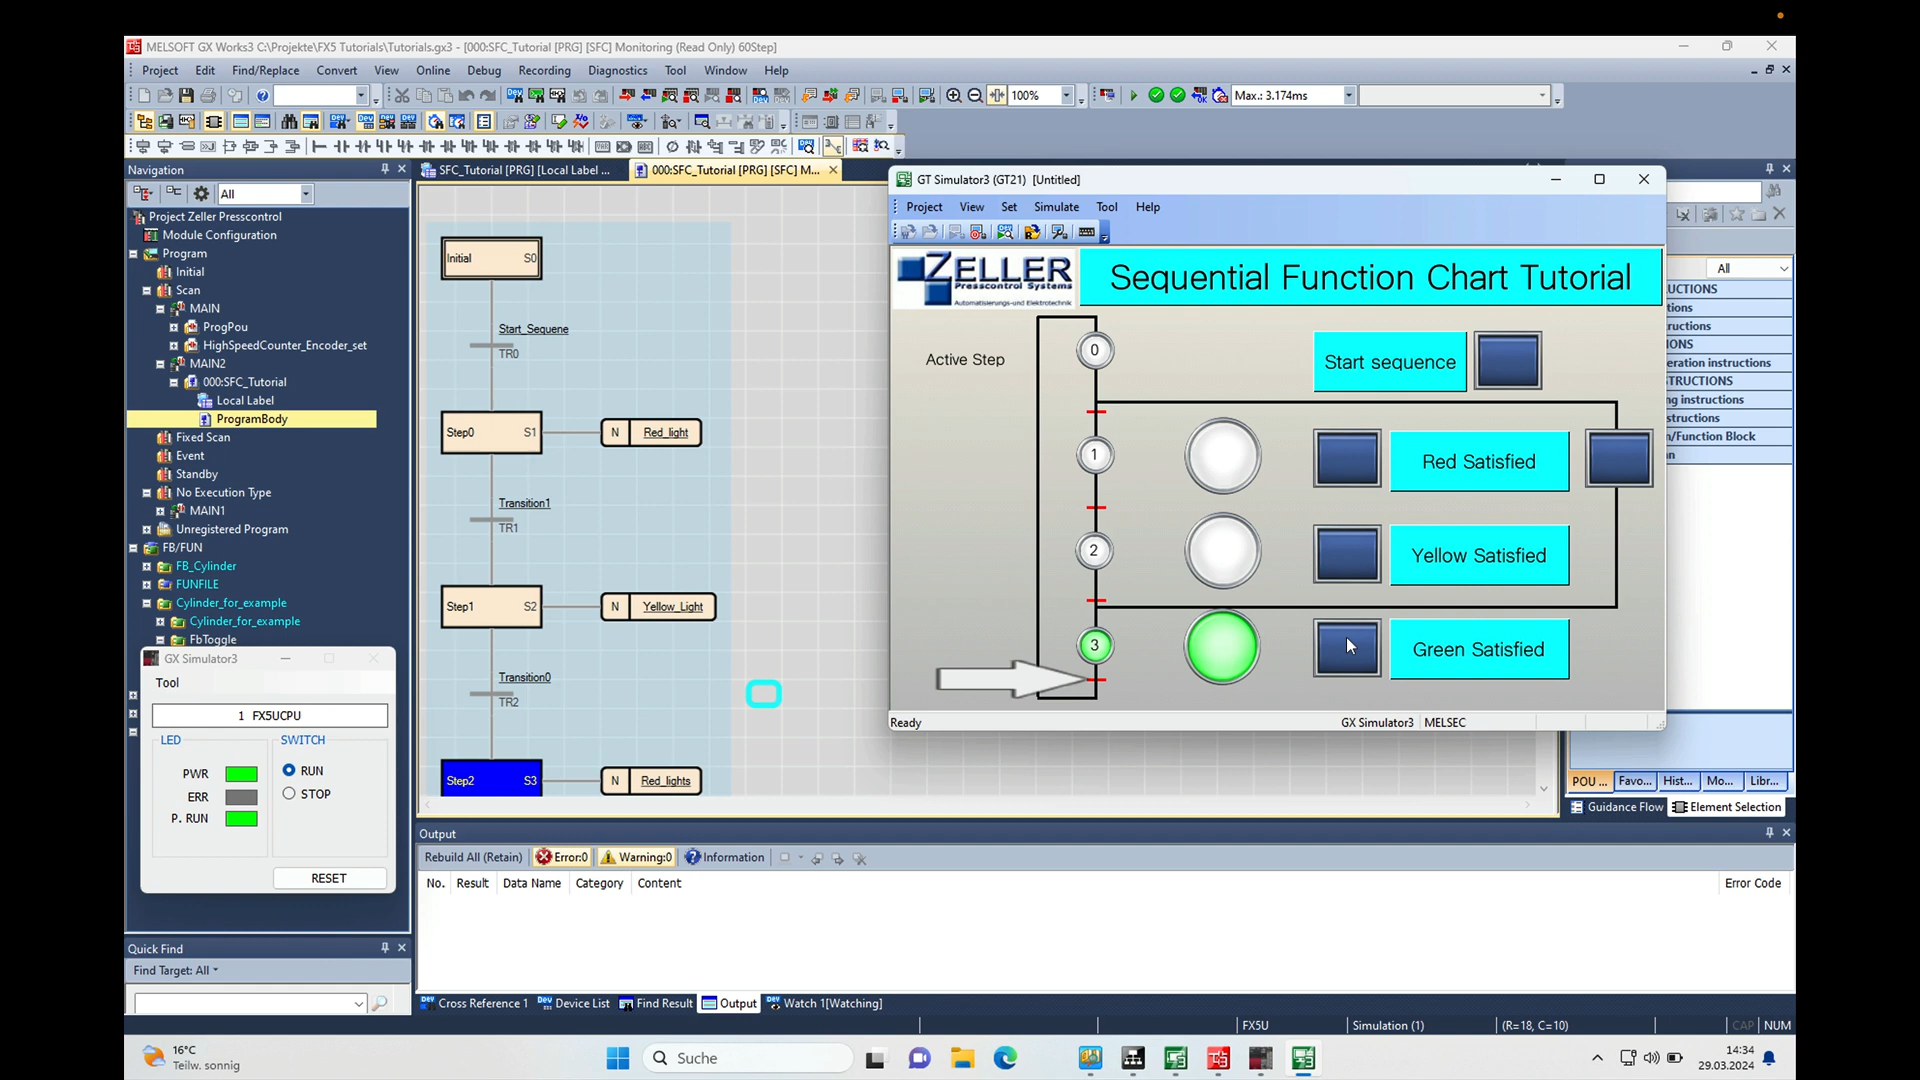 MELSOFT GX Works3 C:\Projekte\FX5 Tutorials\Tutorials.gx3 - [000:SFC_Tutorial [PRG] [SFC] Monitoring (Read Only) 60Step]
Project Edit Find/Replace Convert View Online Debug Recording Diagnostics Tool Window Help
100%
Max.: 3.174ms
Navigation
All
Project Zeller Presscontrol
Module Configuration
Program
Initial
Scan
MAIN
ProgPou
HighSpeedCounter_Encoder_set
MAIN2
000:SFC_Tutorial
Local Label
ProgramBody
Fixed Scan
Event
Standby
No Execution Type
MAIN1
Unregistered Program
FB/FUN
FB_Cylinder
FUNFILE
Cylinder_for_example
Cylinder_for_example
FbToggle
GX Simulator3
Tool
1 FX5UCPU
LED
SWITCH
PWR
RUN
ERR
STOP
P. RUN
RESET
Quick Find
Find Target: All
SFC_Tutorial [PRG] [Local Label ...
000:SFC_Tutorial [PRG] [SFC] M...
Initial S0
Start_Sequene
TR0
Step0 S1
N Red_light
Transition1
TR1
Step1 S2
N Yellow_Light
Transition0
TR2
Step2 S3
N Red_lights
GT Simulator3 (GT21) [Untitled]
Project View Set Simulate Tool Help
ZELLER
Presscontrol Systems
Automatisierungs-und Elektrotechnik
Sequential Function Chart Tutorial
Active Step
0
Start sequence
1
Red Satisfied
2
Yellow Satisfied
3
Green Satisfied
Ready
GX Simulator3 MELSEC
All
UCTIONS
tions
ructions
IONS
eration instructions
TRUCTIONS
ng instructions
structions
n/Function Block
n
POU ... Favo... Hist... Mo... Libr...
Guidance Flow Element Selection
Output
Rebuild All (Retain) Error:0 Warning:0 Information
No. Result Data Name Category Content Error Code
Cross Reference 1 Device List Find Result Output Watch 1[Watching]
FX5U Simulation (1) (R=18, C=10) CAP NUM
16°C
Teilw. sonnig
Suche
14:34
29.03.2024